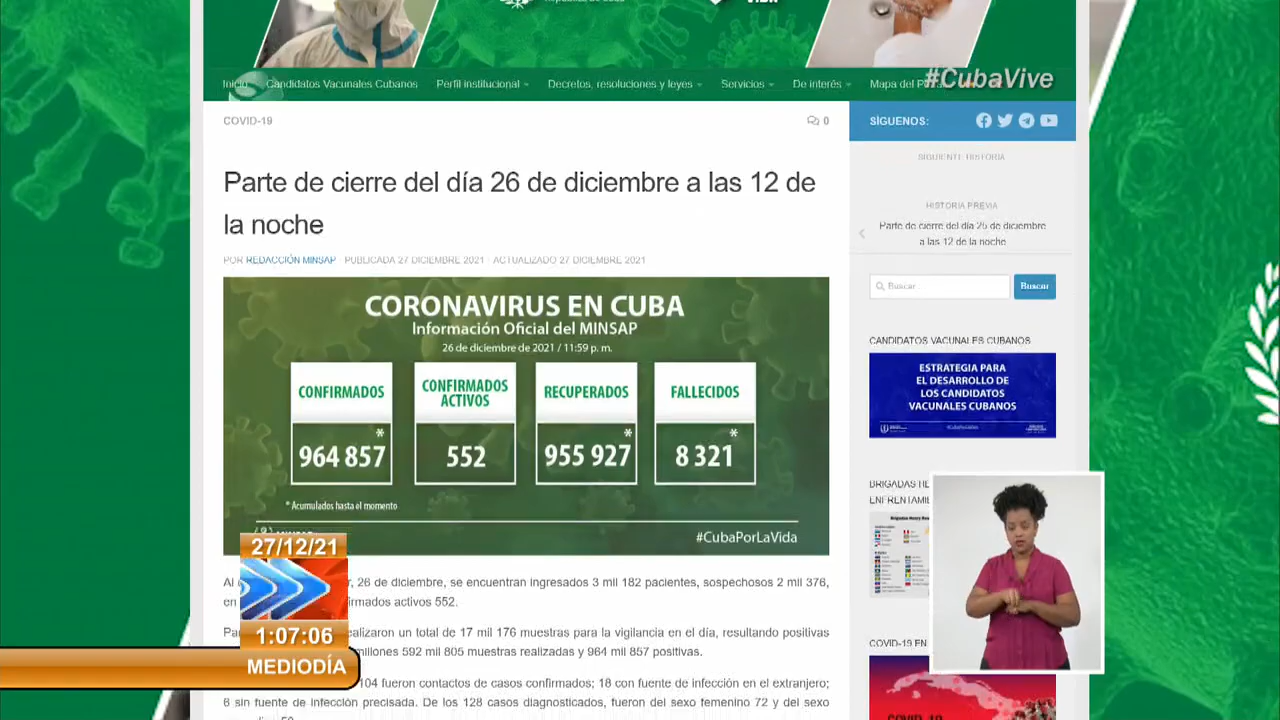 #CubaVive
Inicio Candidatos Vacunales Cubanos Perfil institucional Decretos, resoluciones y leyes Servicios De interés Mapa del
COVID-19
0
SÍGUENOS:
SIGUIENTE HISTORIA
HISTORIA PREVIA
Parte de cierre del día 25 de diciembre
a las 12 de la noche
Parte de cierre del día 26 de diciembre a las 12 de
la noche
POR REDACCIÓN MINSAP · PUBLICADA 27 DICIEMBRE 2021 · ACTUALIZADO 27 DICIEMBRE 2021
Buscar
Buscar
CORONAVIRUS EN CUBA
Información Oficial del MINSAP
26 de diciembre de 2021 / 11:59 p. m.
CONFIRMADOS
964 857*
CONFIRMADOS
ACTIVOS
552
RECUPERADOS
955 927*
FALLECIDOS
8 321*
* Acumulados hasta el momento
#CubaPorLaVida
CANDIDATOS VACUNALES CUBANOS
ESTRATEGIA PARA
EL DESARROLLO DE
LOS CANDIDATOS
VACUNALES CUBANOS
BRIGADAS
COVID-19 EN
COVID-19
, 26 de diciembre, se encuentran ingresados 3 mil 182 pacientes, sospechosos 2 mil 376,
en activos 552.
realizaron un total de 17 mil 176 muestras para la vigilancia en el día, resultando positivas
millones 592 mil 805 muestras realizadas y 964 mil 857 positivas.
104 fueron contactos de casos confirmados; 18 con fuente de infección en el extranjero;
6 sin fuente de infección precisada. De los 128 casos diagnosticados, fueron del sexo femenino 72 y del sexo
27/12/21
1:07:06
MEDIODÍA